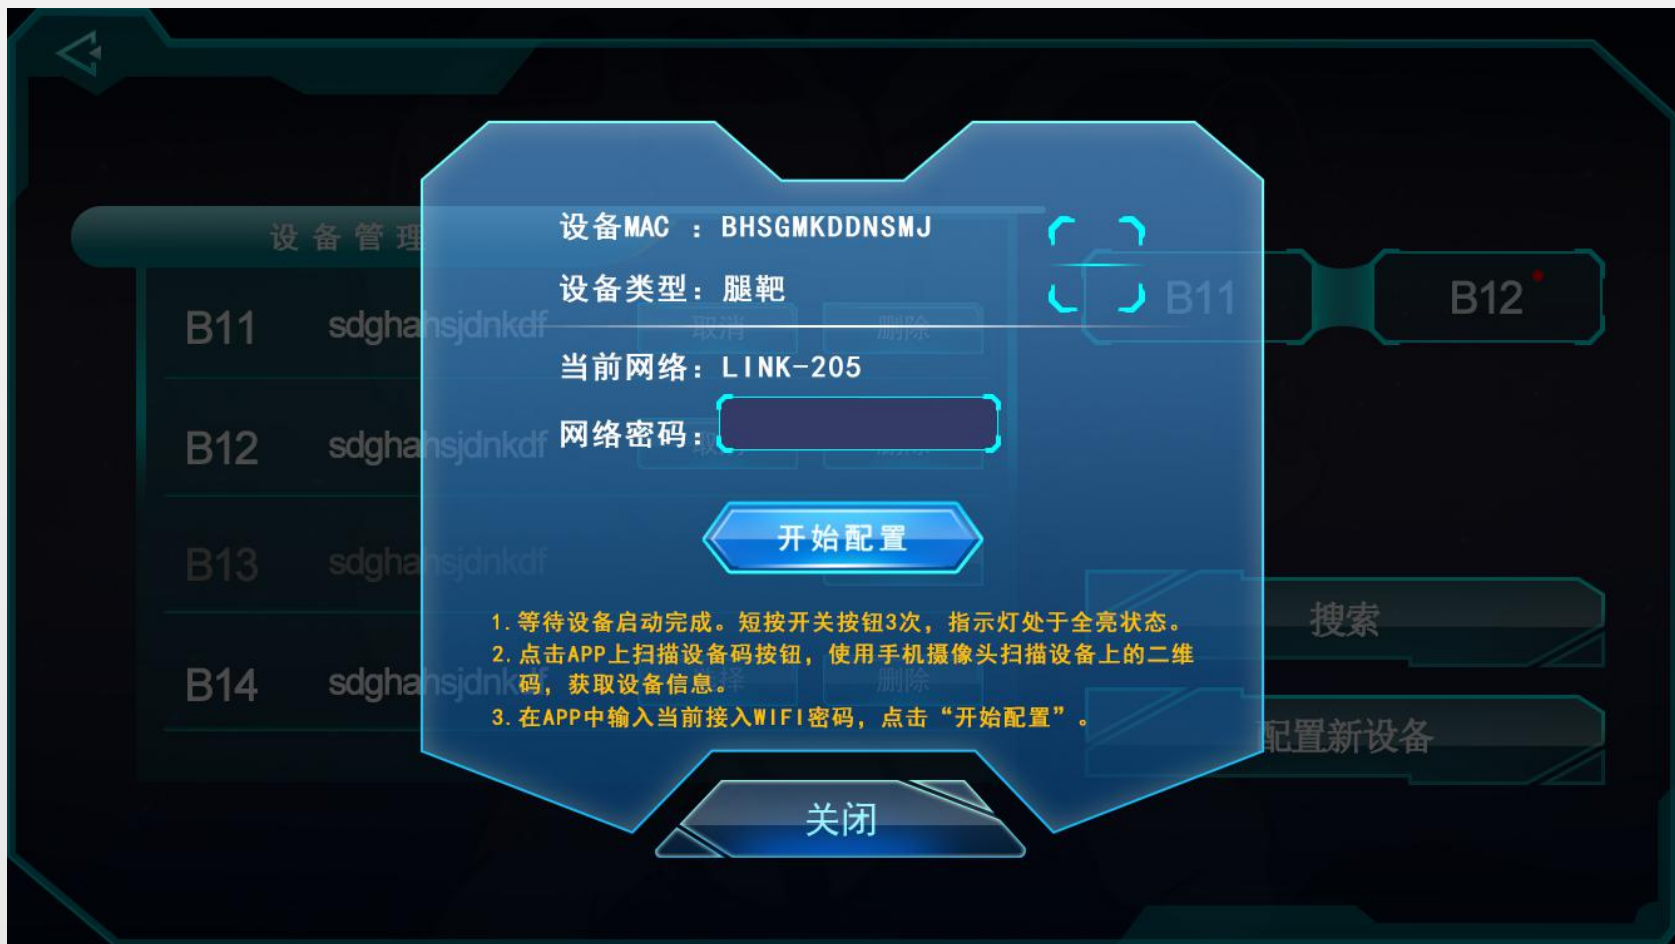 设备管理
设备MAC : BHSGMKDDNSMJ
设备类型: 腿靶
B11 sdghahsjdnkdf 取消 删除
B11 B12
当前网络: LINK-205
网络密码:
B12 sdghahsjdnkdf
开始配置
B13 sdghahsjdnkdf
1. 等待设备启动完成。短按开关按钮3次，指示灯处于全亮状态。
2. 点击APP上扫描设备码按钮，使用手机摄像头扫描设备上的二维
码，获取设备信息。
3. 在APP中输入当前接入WIFI密码，点击“开始配置”。
B14 sdghahsjdnkdf 删除
搜索
配置新设备
关闭